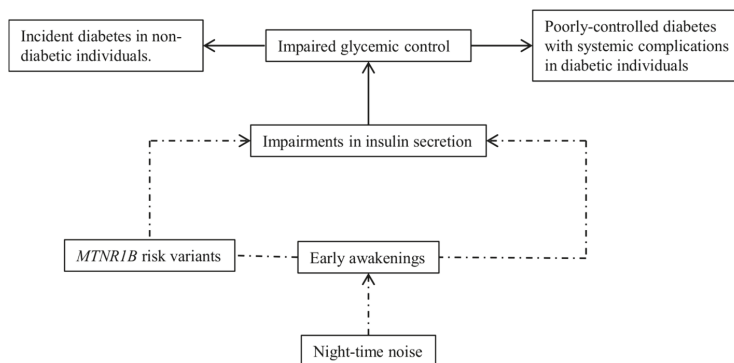 Incident diabetes in non-
diabetic individuals.
Impaired glycemic control
Poorly-controlled diabetes
with systemic complications
in diabetic individuals
Impairments in insulin secretion
MTNR1B risk variants
Early awakenings
Night-time noise